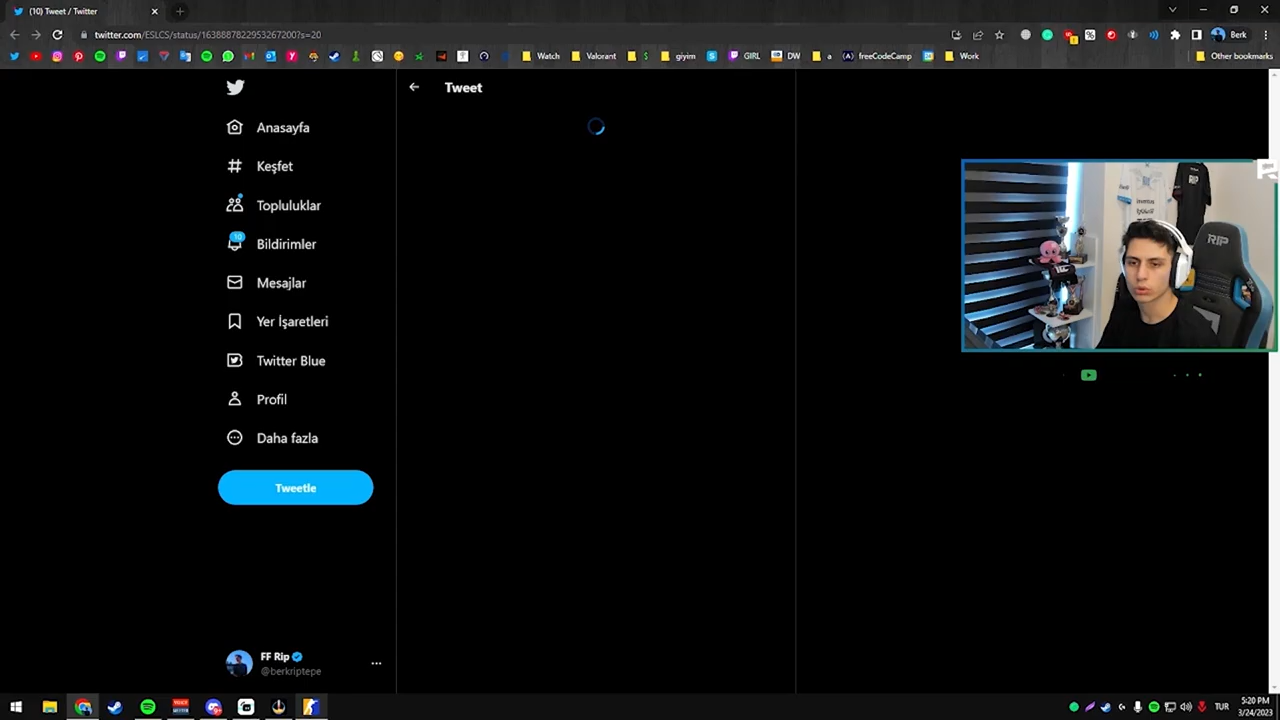 (10) Tweet / Twitter
twitter.com/ESLCS/status/1638887822953267200?s=20
Berk
Watch
Valorant
$
giyim
GIRL
DW
a
freeCodeCamp
Work
Other bookmarks
Tweet
Anasayfa
Keşfet
Topluluklar
10
Bildirimler
Mesajlar
Yer İşaretleri
Twitter Blue
Profil
Daha fazla
Tweetle
RIP
RIP
FF Rip
@berkriptepe
TUR
5:20 PM
3/24/2023